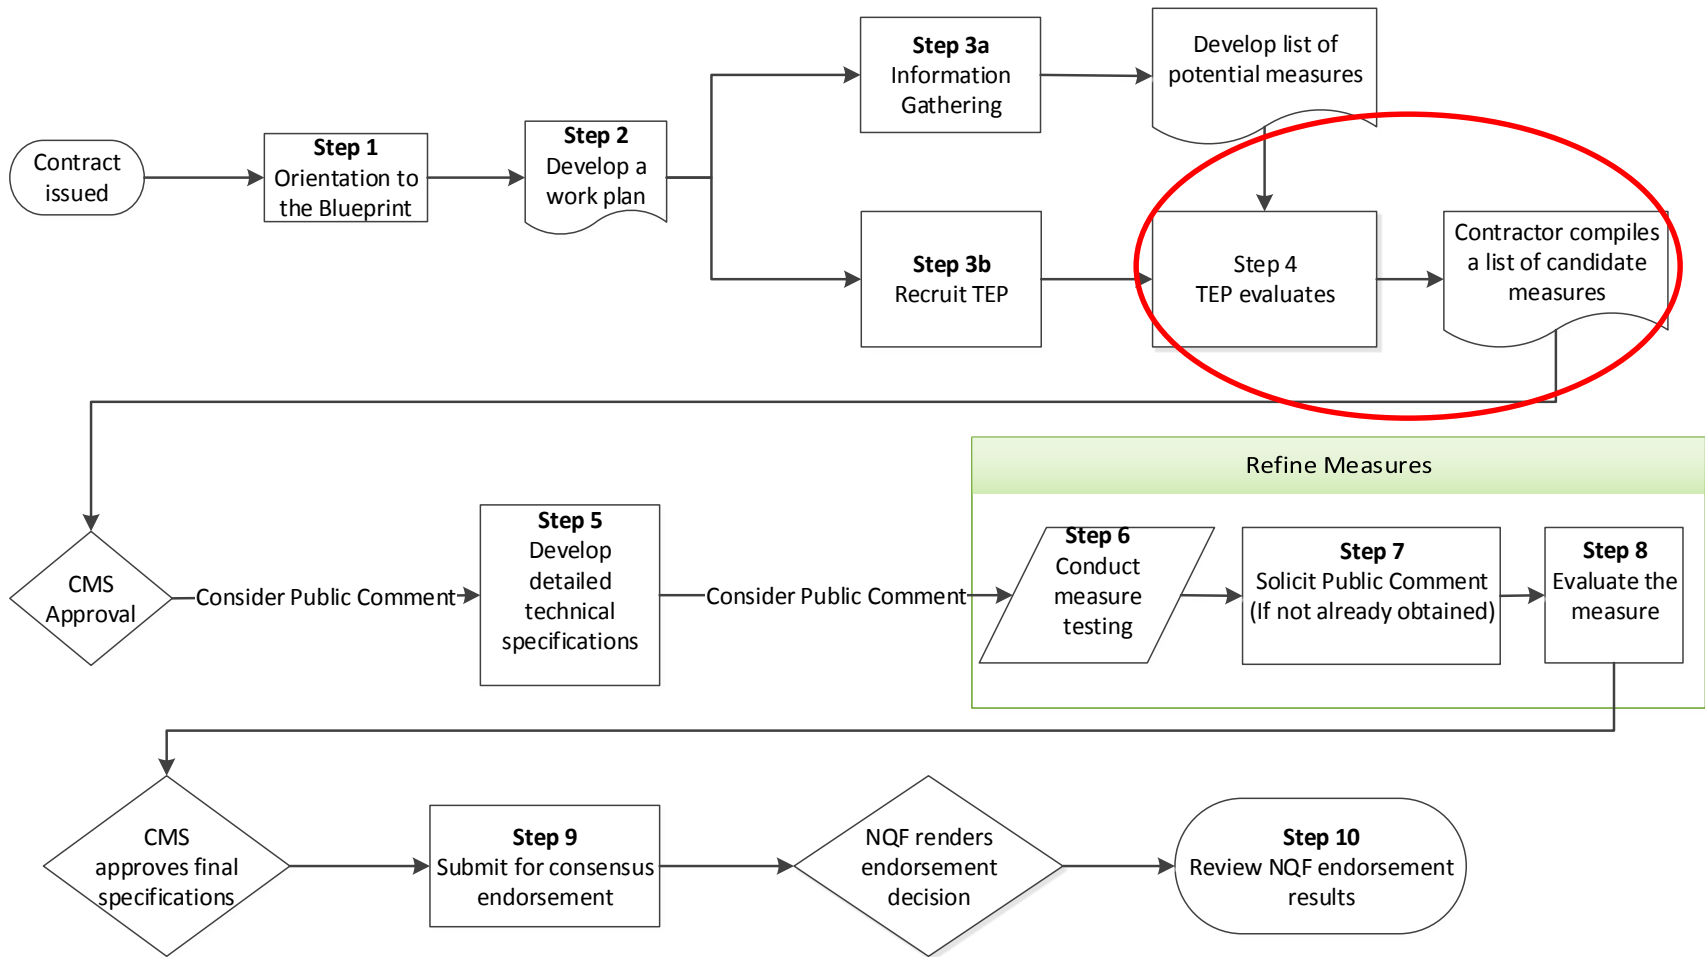 Contract
issued
Step 1
Orientation to
the Blueprint
Step 2
Develop a
work plan
Step 3a
Information
Gathering
Develop list of
potential measures
Step 3b
Recruit TEP
Step 4
TEP evaluates
Contractor compiles
a list of candidate
measures
CMS
Approval
Consider Public Comment
Step 5
Develop
detailed
technical
specifications
Consider Public Comment
Refine Measures
Step 6
Conduct
measure
testing
Step 7
Solicit Public Comment
(If not already obtained)
Step 8
Evaluate the
measure
CMS
approves final
specifications
Step 9
Submit for consensus
endorsement
NQF renders
endorsement
decision
Step 10
Review NQF endorsement
results